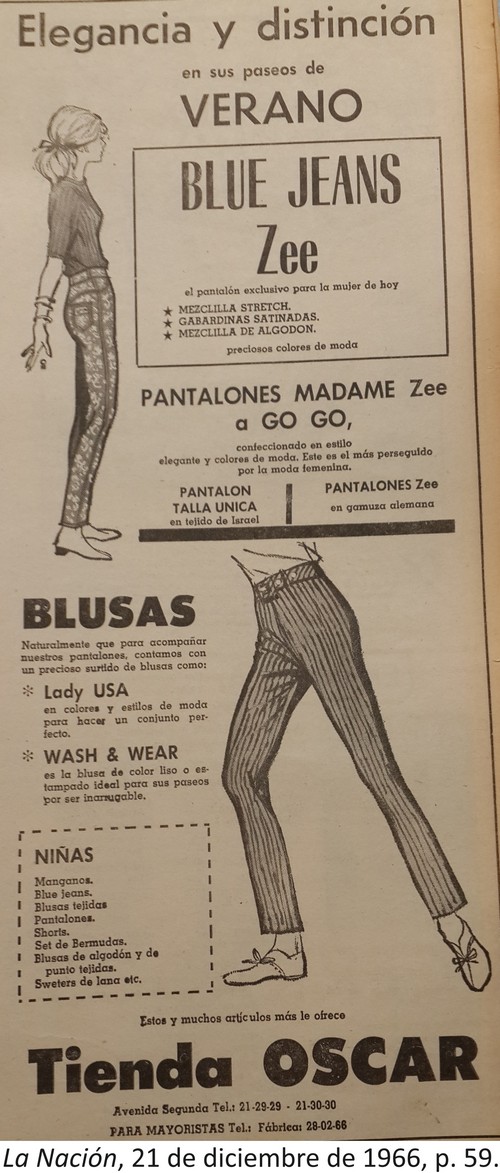 Elegancia y distinción
en sus paseos de
VERANO
BLUE JEANS
Zee
el pantalón exclusivo para la mujer de hoy
★ MEZCLILLA STRETCH.
★ GABARDINAS SATINADAS.
★ MEZCLILLA DE ALGODON.
preciosos colores de moda
PANTALONES MADAME Zee
a GO GO,
confeccionado en estilo
elegante y colores de moda. Este es el más perseguido
por la moda femenina.
PANTALON
TALLA UNICA
en tejido de Israel
PANTALONES Zee
en gamuza alemana
BLUSAS
Naturalmente que para acompañar
nuestros pantalones, contamos con
un precioso surtido de blusas como:
* Lady USA
en colores y estilos de moda
para hacer un conjunto per-
fecto.
* WASH & WEAR
es la blusa de color liso o es-
tampado ideal para sus paseos
por ser inarrugable.
NIÑAS
Manganos.
Blue jeans.
Blusas tejidas
Pantalones.
Shorts.
Set de Bermudas.
Blusas de algodón y de
punto tejidas.
Sweters de lana etc.
Estos y muchos artículos más le ofrece
Tienda OSCAR
Avenida Segunda Tel.: 21-29-29 - 21-30-30
PARA MAYORISTAS Tel.: Fábrica: 28-02-66
La Nación, 21 de diciembre de 1966, p. 59.